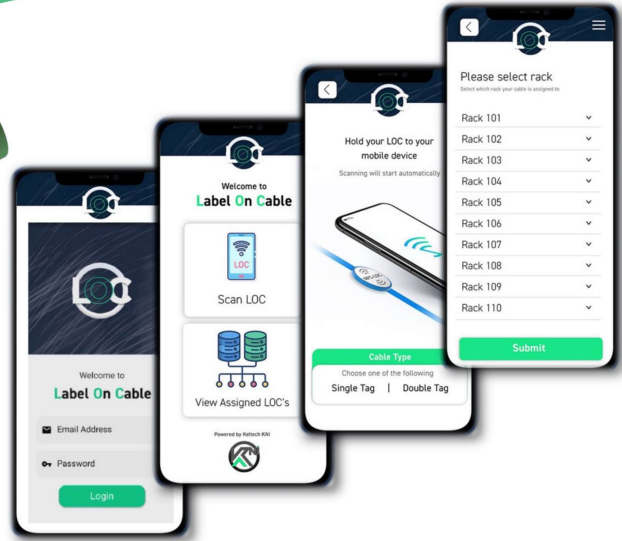 Welcome to
Label On Cable
Email Address
Password
Login
Welcome to
Label On Cable
LOC
Scan LOC
View Assigned LOC's
Powered by Keltech KNI
Hold your LOC to your
mobile device
Scanning will start automatically
Cable Type
Choose one of the following
Single Tag | Double Tag
Please select rack
Select which rack your cable is assigned to
Rack 101
Rack 102
Rack 103
Rack 104
Rack 105
Rack 106
Rack 107
Rack 108
Rack 109
Rack 110
Submit